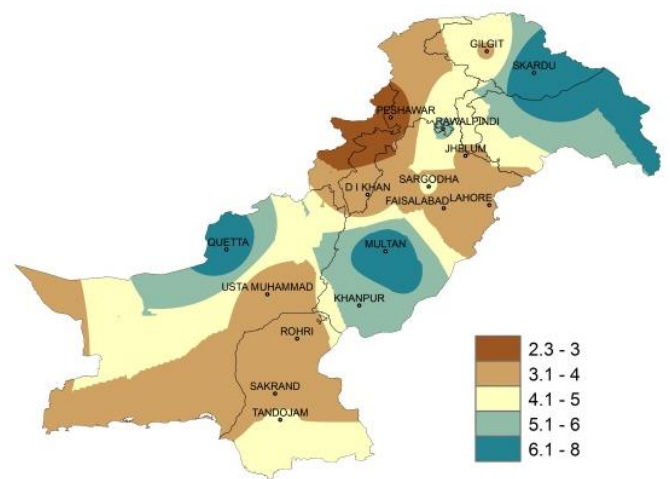 GILGIT
SKARDU
PESHAWAR
RAWALPINDI
JHELUM
SARGODHA
D I KHAN
FAISALABAD
LAHORE
QUETTA
MULTAN
USTA MUHAMMAD
KHANPUR
ROHRI
SAKRAND
TANDOJAM
2.3 - 3
3.1 - 4
4.1 - 5
5.1 - 6
6.1 - 8